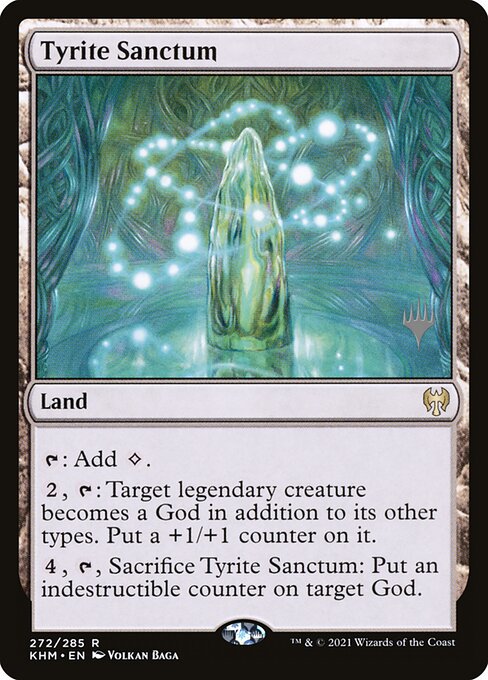 Tyrite Sanctum
Land
: Add .
2 , : Target legendary creature
becomes a God in addition to its other
types. Put a +1/+1 counter on it.
4 , , Sacrifice Tyrite Sanctum: Put an
indestructible counter on target God.
272/285 R
KHM • EN Volkan Baga
™ & © 2021 Wizards of the Coast